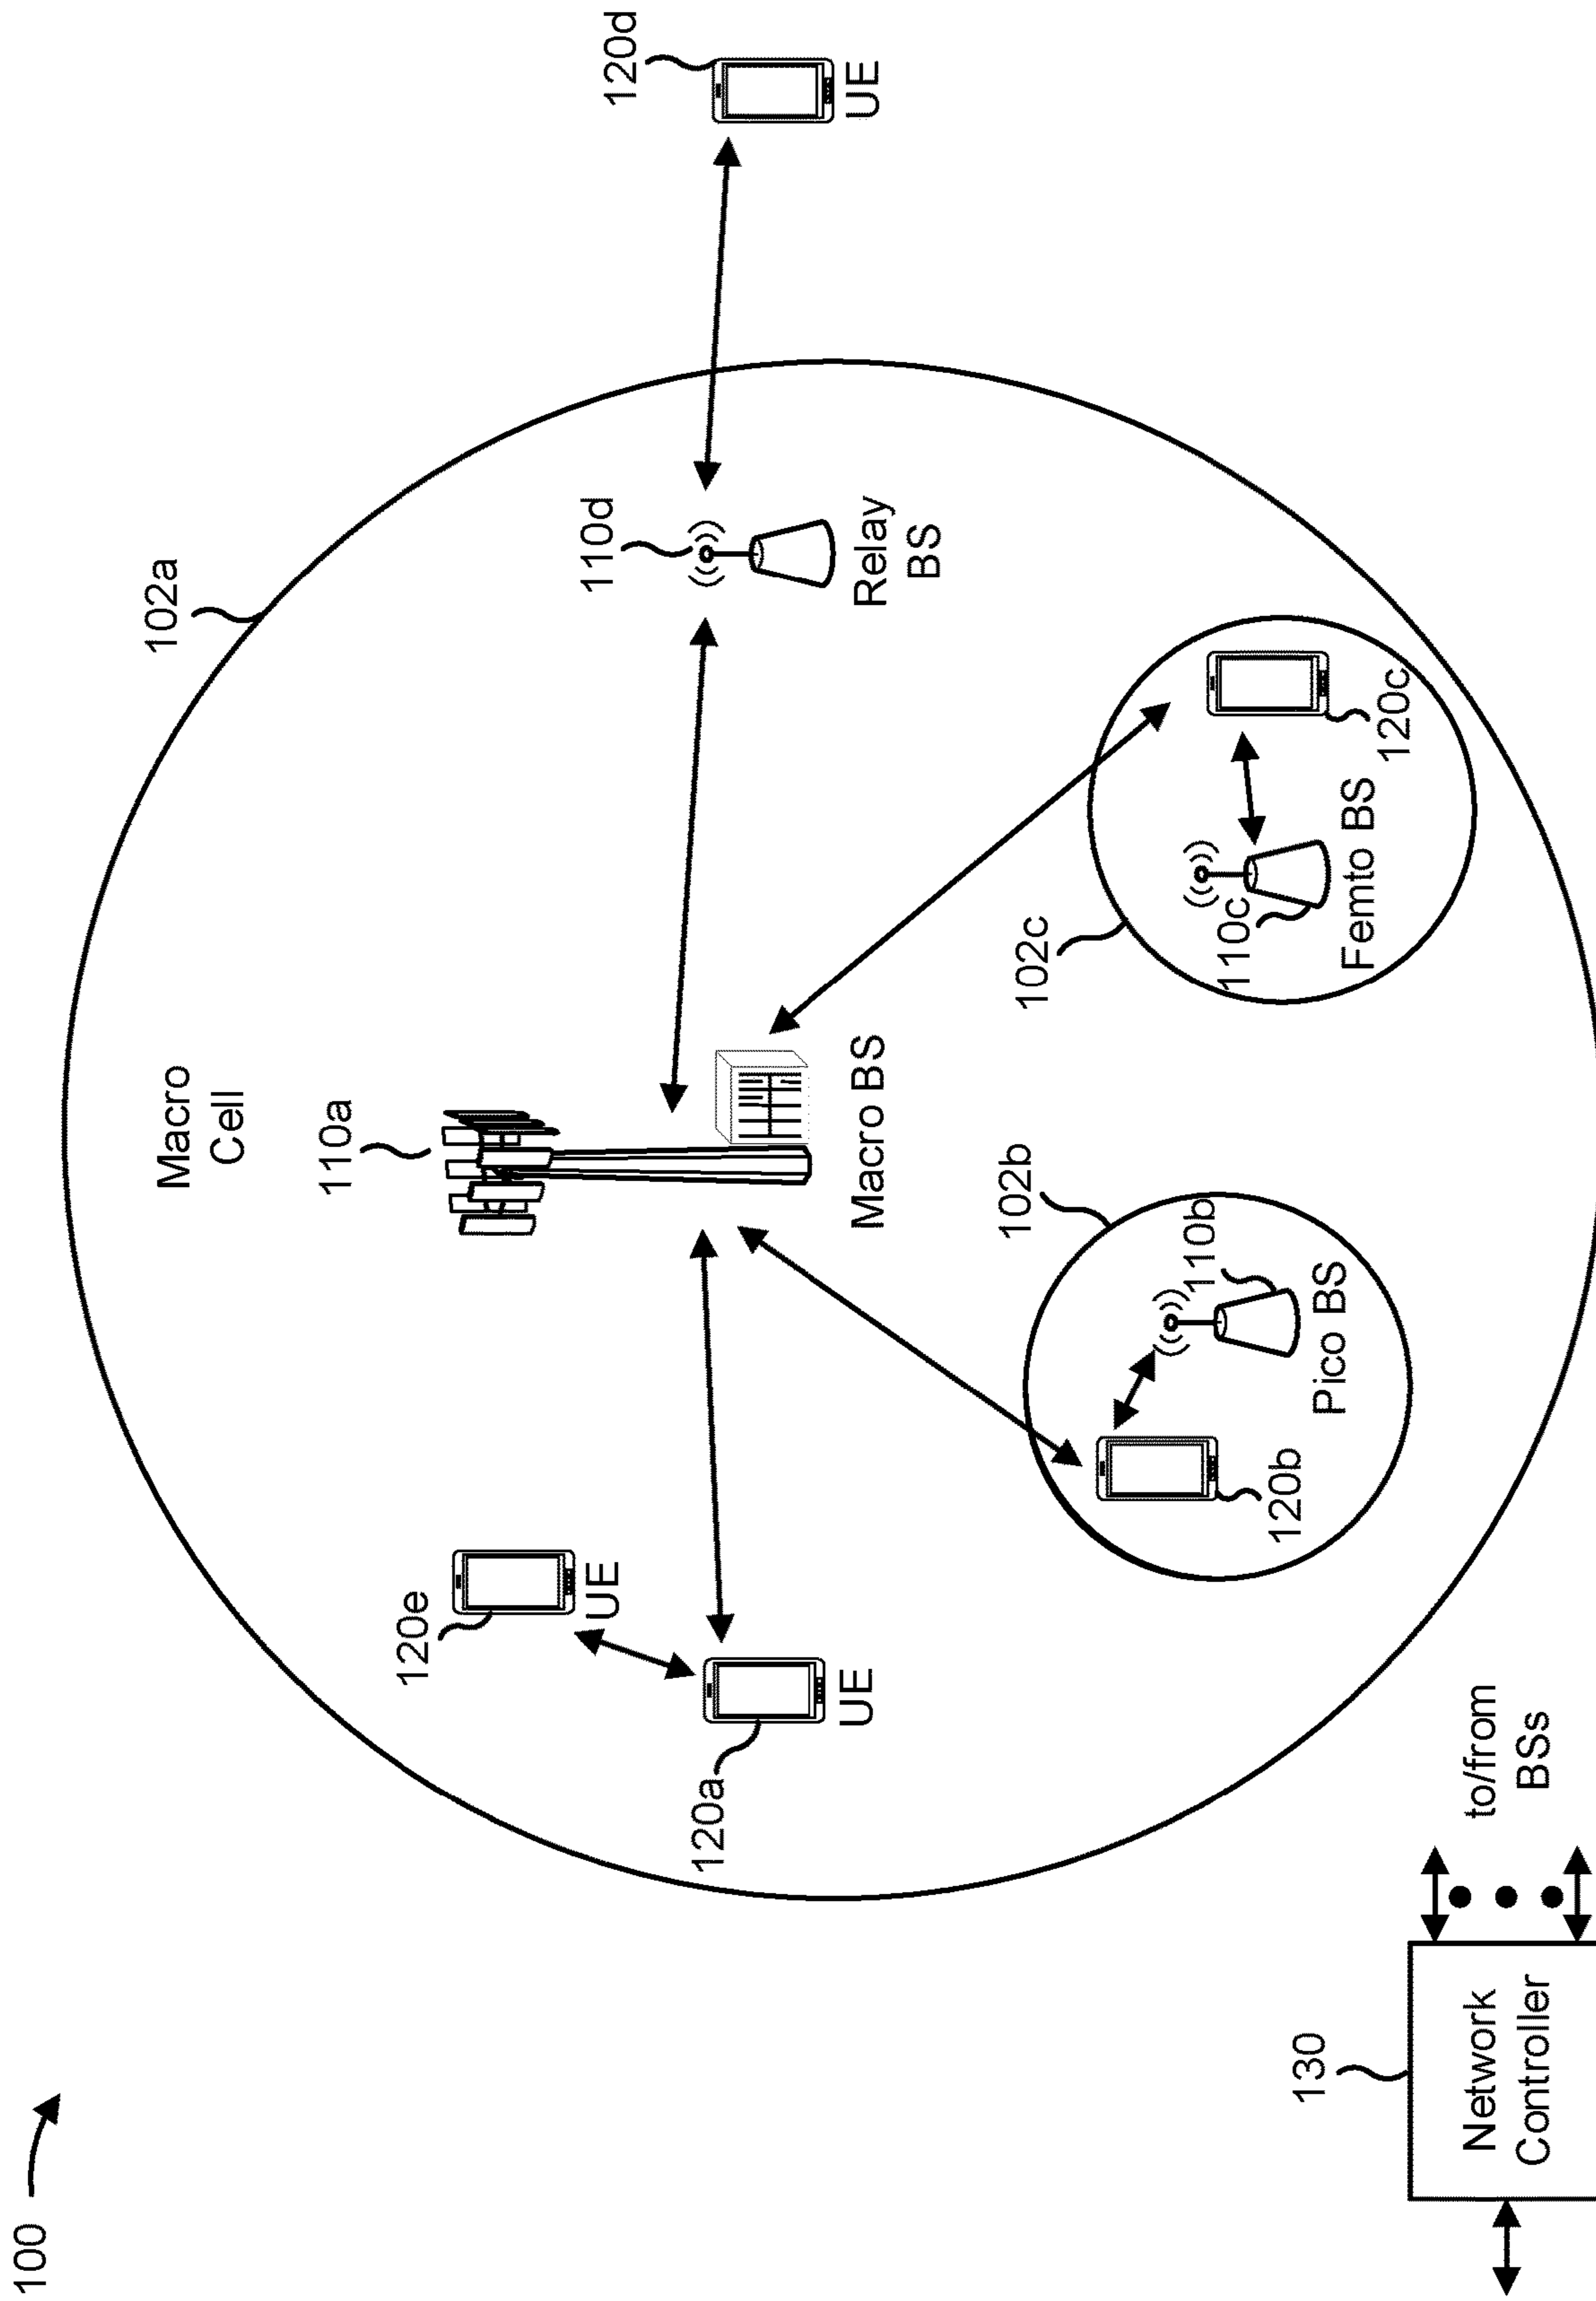 100
102a
Macro
Cell
110a
120d
UE
110d
Relay
BS
120e
UE
120a
UE
Macro BS
102b
110b
Pico BS
120b
102c
110c
Femto BS
120c
130
Network
Controller
to/from
BSs